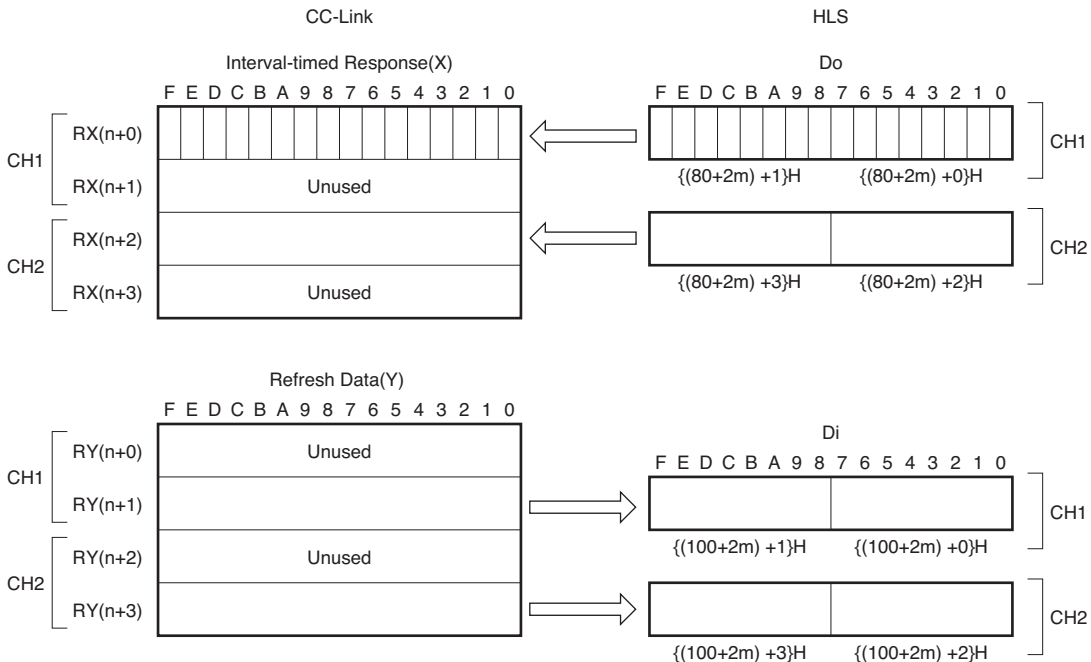 CC-Link HLS
Interval-timed Response(X) Do
F E D C B A 9 8 7 6 5 4 3 2 1 0 F E D C B A 9 8 7 6 5 4 3 2 1 0
CH1 RX(n+0) CH1
{(80+2m) +1}H {(80+2m) +0}H
RX(n+1) Unused
CH2 RX(n+2) CH2
{(80+2m) +3}H {(80+2m) +2}H
RX(n+3) Unused
Refresh Data(Y)
F E D C B A 9 8 7 6 5 4 3 2 1 0
Di
CH1 RY(n+0) Unused
F E D C B A 9 8 7 6 5 4 3 2 1 0
RY(n+1) CH1
{(100+2m) +1}H {(100+2m) +0}H
CH2 RY(n+2) Unused
RY(n+3) CH2
{(100+2m) +3}H {(100+2m) +2}H